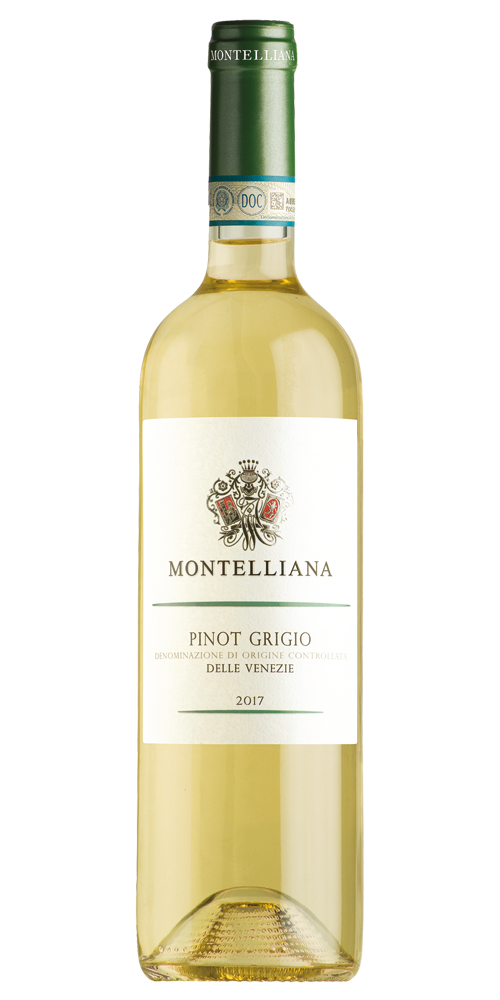 MONTELLIANA
DOC
MONTELLIANA
PINOT GRIGIO
DENOMINAZIONE DI ORIGINE CONTROLLATA
DELLE VENEZIE
2017